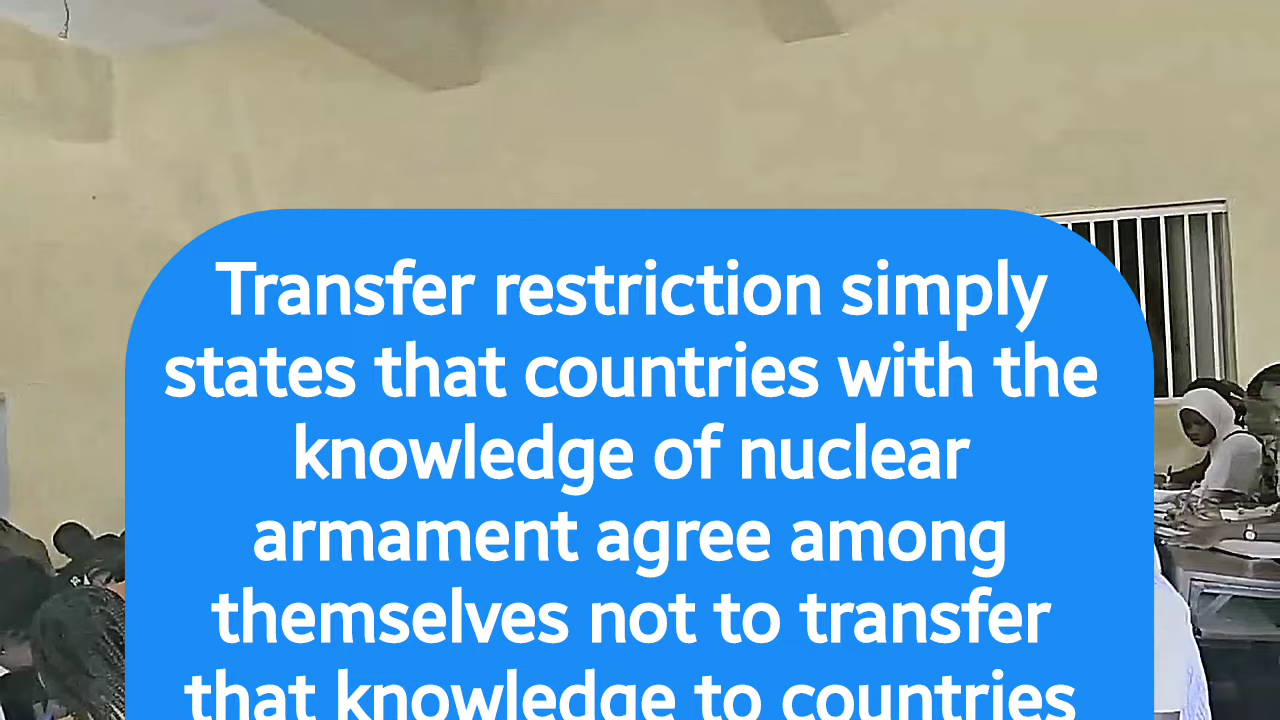 Transfer restriction simply
states that countries with the
knowledge of nuclear
armament agree among
themselves not to transfer
that knowledge to countries